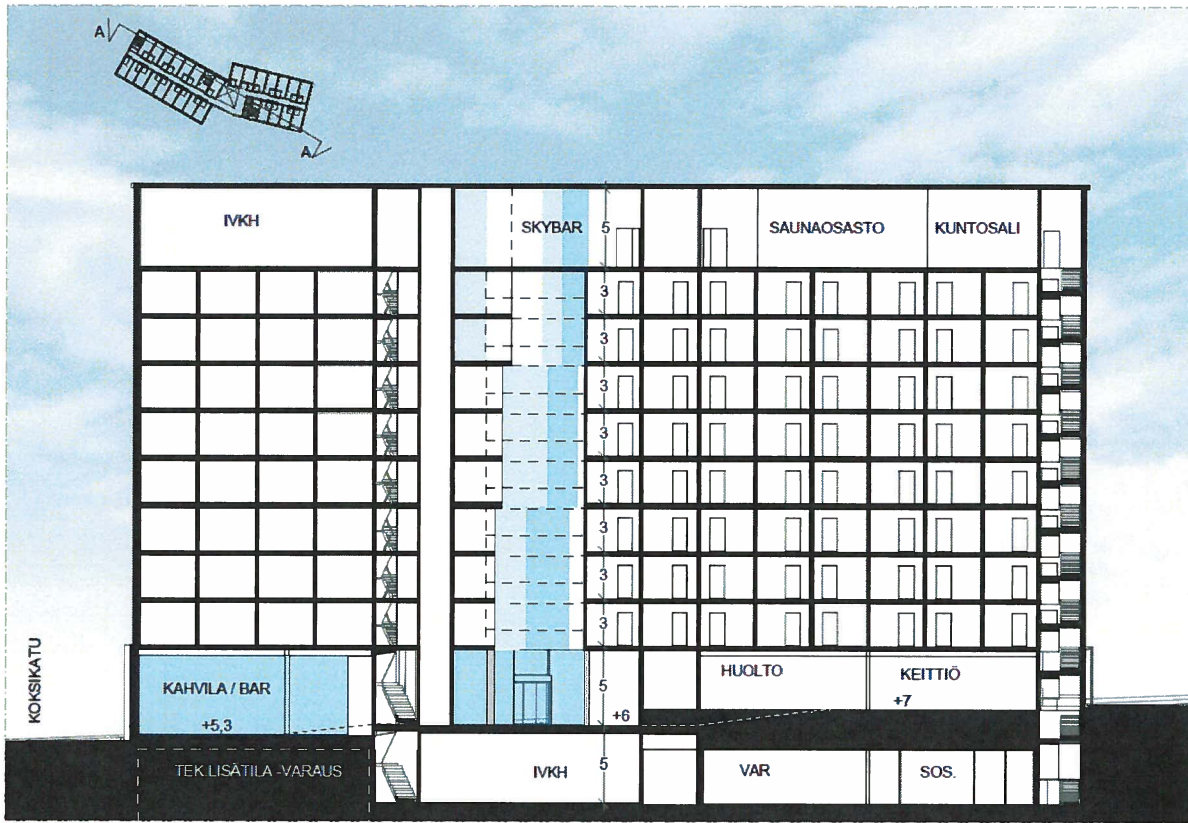 A
A
IVKH
SKYBAR
5
SAUNAOSASTO
KUNTOSALI
3
3
3
3
3
3
3
3
KOKSIKATU
KAHVILA / BAR
+5,3
5
+6
HUOLTO
KEITTIÖ
+7
TEK.LISÄTILA -VARAUS
IVKH
5
VAR
SOS.